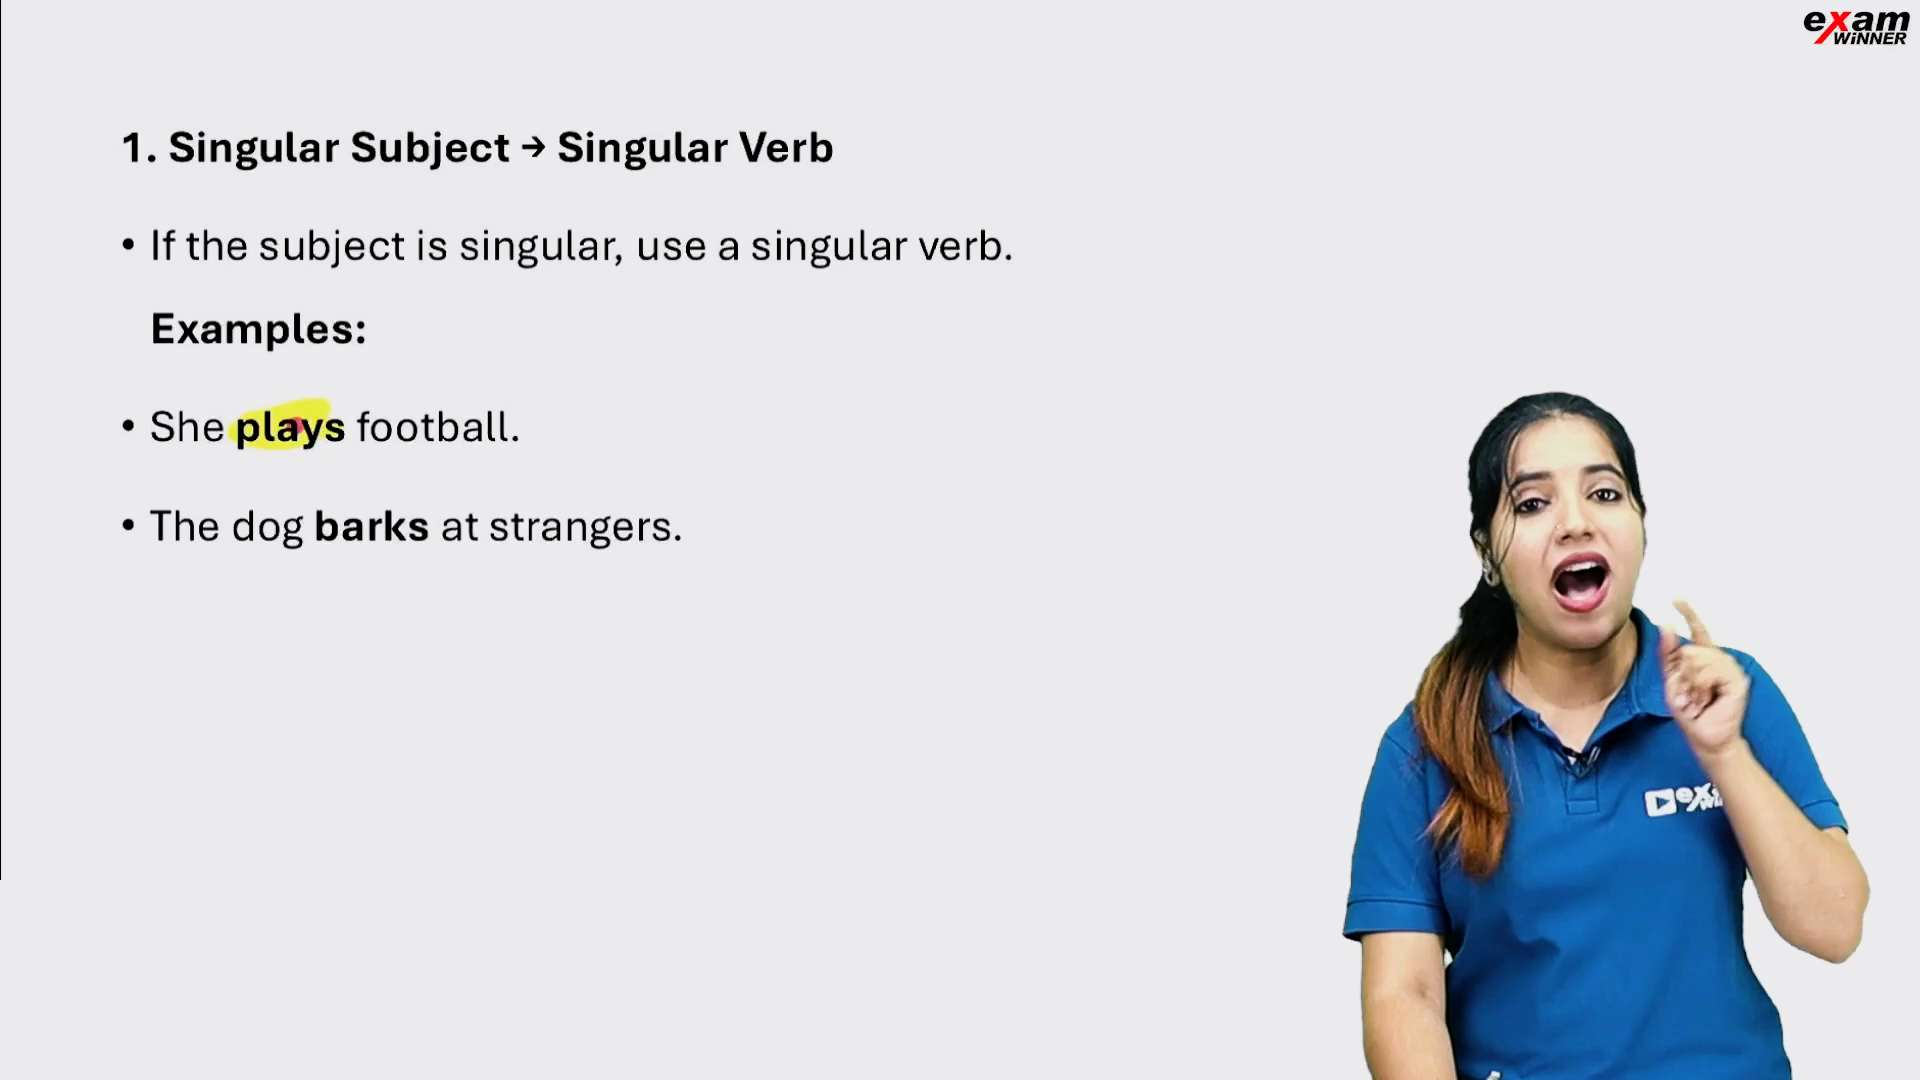 exam
WiNNER
1. Singular Subject → Singular Verb
• If the subject is singular, use a singular verb.
Examples:
• She plays football.
• The dog barks at strangers.